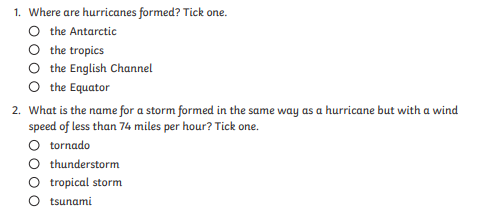 1. Where are hurricanes formed? Tick one.
the Antarctic
the tropics
the English Channel
the Equator
2. What is the name for a storm formed in the same way as a hurricane but with a wind
speed of less than 74 miles per hour? Tick one.
tornado
thunderstorm
tropical storm
tsunami